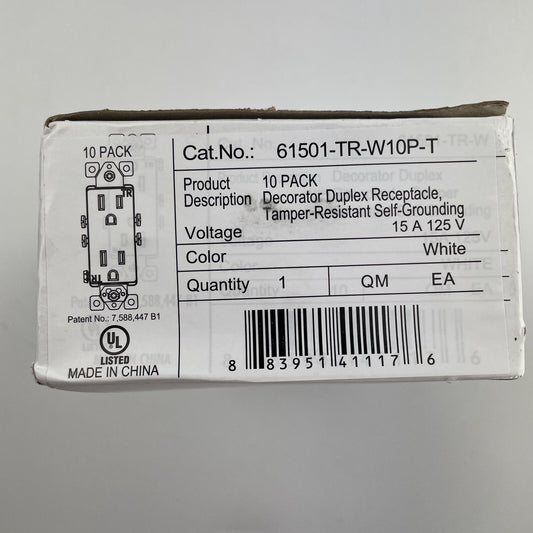 10 PACK
TR
TR
Patent No.: 7,588,447 B1
UL
LISTED
MADE IN CHINA
Cat.No.: 61501-TR-W10P-T
Product Description 10 PACK
Decorator Duplex Receptacle,
Tamper-Resistant Self-Grounding
Voltage 15 A 125 V
Color White
Quantity 1 QM EA
8 83951 41117 6